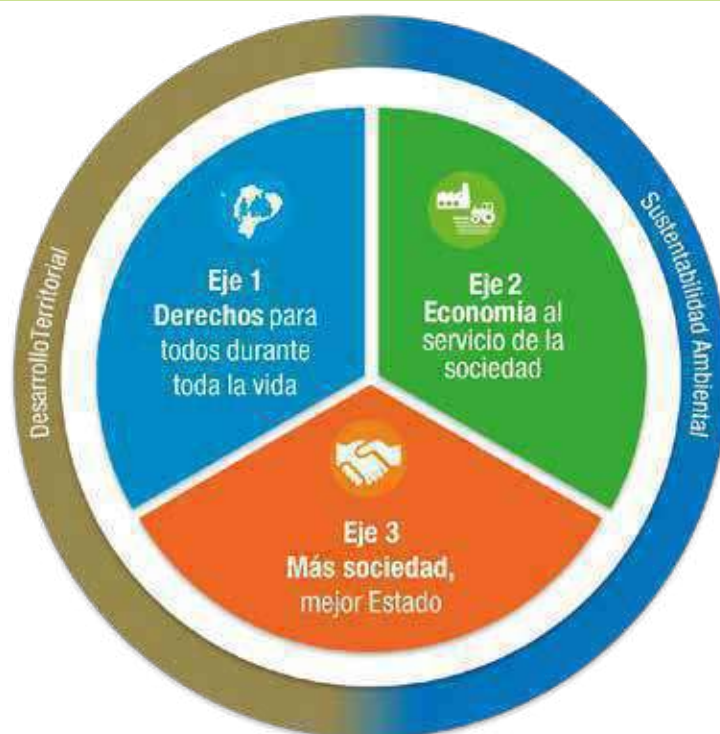 DesarrolloTerritorial
Eje 1
Derechos para
todos durante
toda la vida
Eje 2
Economía al
servicio de la
sociedad
Eje 3
Más sociedad,
mejor Estado
Sustentabilidad Ambiental